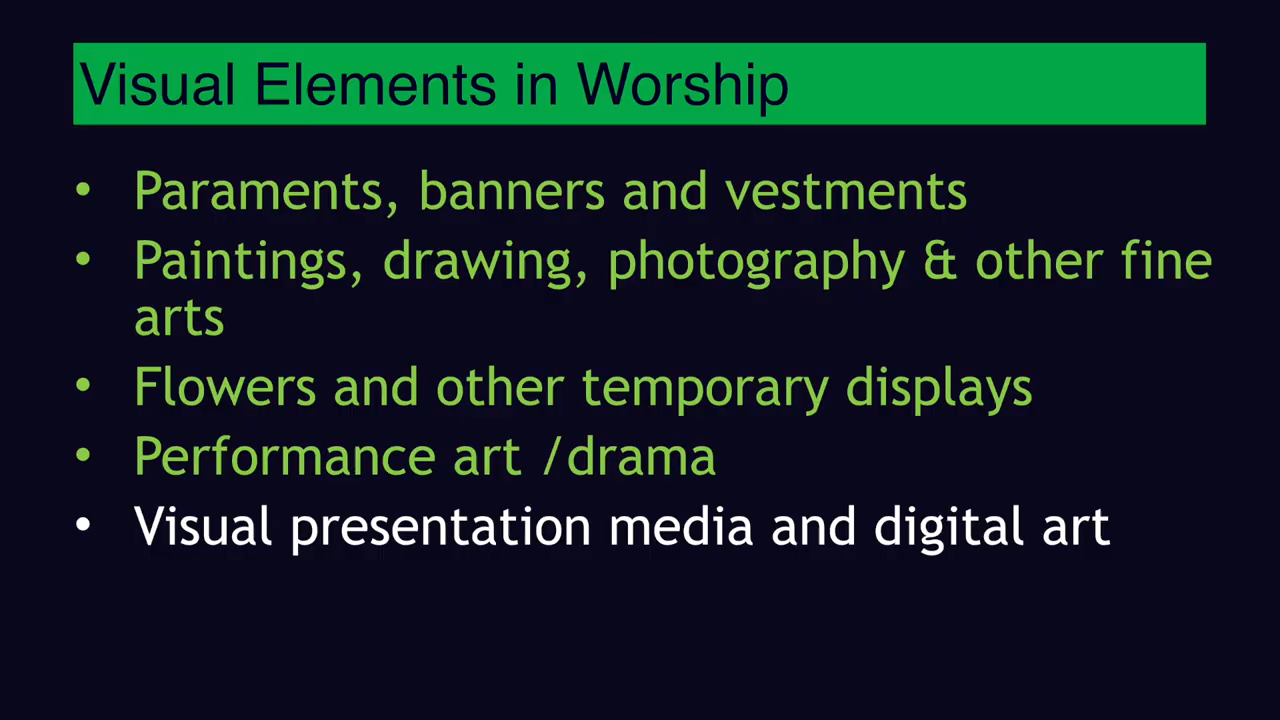 Visual Elements in Worship
• Paraments, banners and vestments
• Paintings, drawing, photography & other fine
arts
• Flowers and other temporary displays
• Performance art /drama
• Visual presentation media and digital art